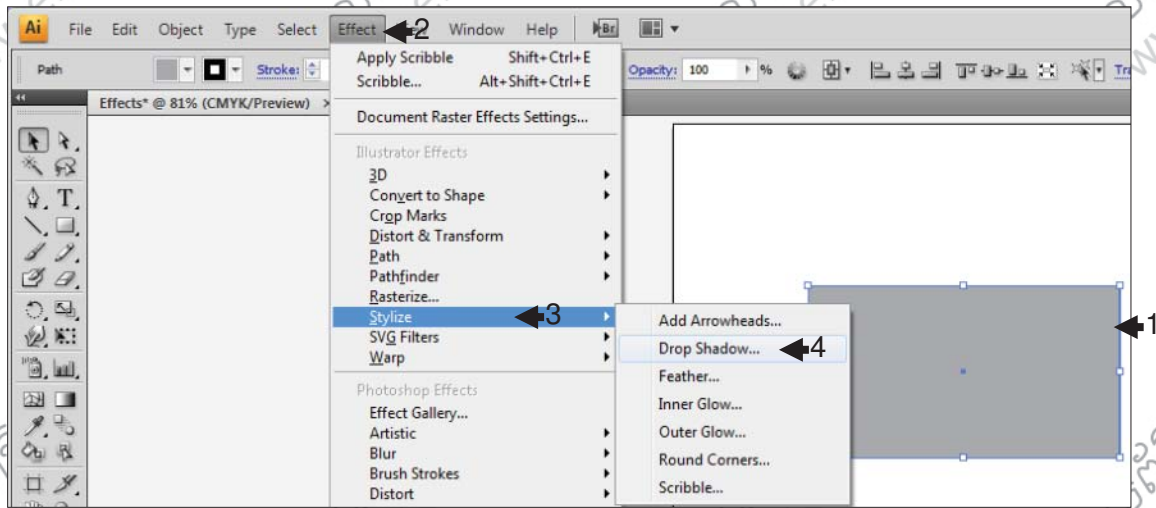 Ai File Edit Object Type Select Effect 2 Window Help Br
Path Stroke: Opacity: 100 %
Effects* @ 81% (CMYK/Preview)
Apply Scribble Shift+Ctrl+E
Scribble... Alt+Shift+Ctrl+E
Document Raster Effects Settings...
Illustrator Effects
3D
Convert to Shape
Crop Marks
Distort & Transform
Path
Pathfinder
Rasterize...
Stylize 3
SVG Filters
Warp
Photoshop Effects
Effect Gallery...
Artistic
Blur
Brush Strokes
Distort
Add Arrowheads...
Drop Shadow... 4
Feather...
Inner Glow...
Outer Glow...
Round Corners...
Scribble...
1